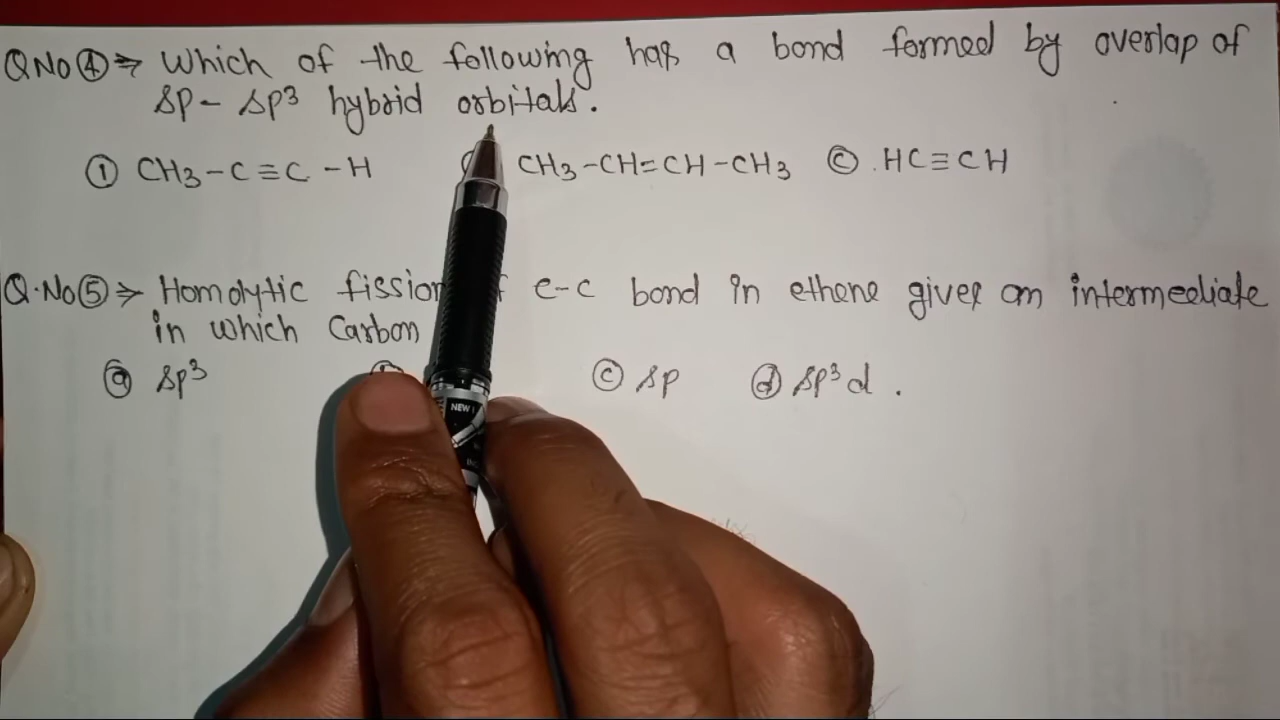 Q No ④ ⇒ Which of the following has a bond formed by overlap of
sp - sp³ hybrid orbitals.
① CH₃-C≡C-H CH₃-CH=CH-CH₃ ⓒ HC≡CH
Q.No ⑤ ⇒ Homolytic fission c-c bond in ethene gives an intermediate
in which Carbon
ⓐ sp³ ⓒ sp ⓓ sp³d .
NEW